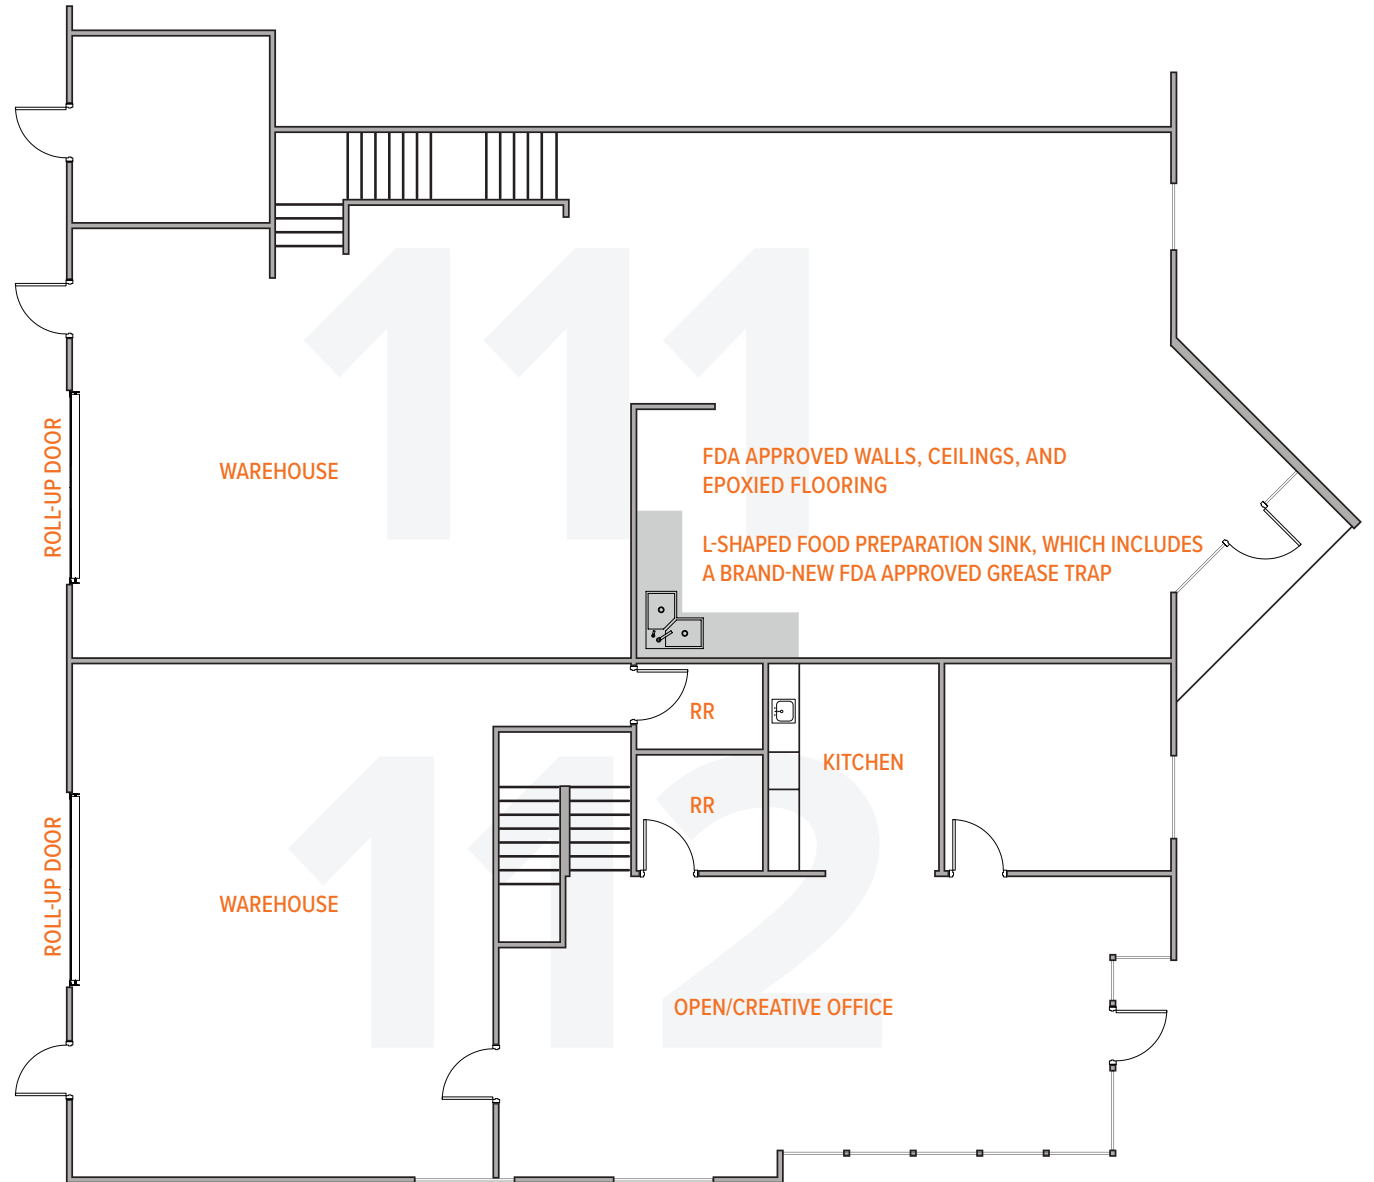 111
ROLL-UP DOOR
WAREHOUSE
FDA APPROVED WALLS, CEILINGS, AND
EPOXIED FLOORING
L-SHAPED FOOD PREPARATION SINK, WHICH INCLUDES
A BRAND-NEW FDA APPROVED GREASE TRAP
112
RR
KITCHEN
RR
ROLL-UP DOOR
WAREHOUSE
OPEN/CREATIVE OFFICE